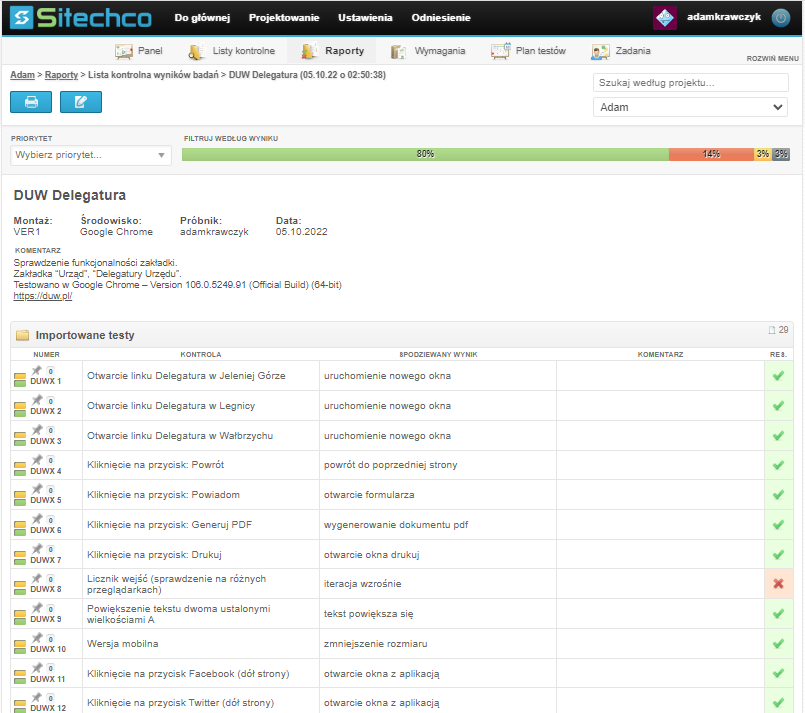 Sitechco Do głównej Projektowanie Ustawienia Odniesienie adamkrawczyk
Panel Listy kontrolne Raporty Wymagania Plan testów Zadania ROZWIŃ MENU
Adam > Raporty > Lista kontrolna wyników badań > DUW Delegatura (05.10.22 o 02:50:38)
Szukaj według projektu...
Adam
PRIORYTET FILTRUJ WEDŁUG WYNIKU
Wybierz priorytet... 80% 14% 3% 3%
DUW Delegatura
Montaż: Środowisko: Próbnik: Data:
VER1 Google Chrome adamkrawczyk 05.10.2022
KOMENTARZ
Sprawdzenie funkcjonalności zakładki.
Zakładka “Urząd”, “Delegatury Urzędu”.
Testowano w Google Chrome – Version 106.0.5249.91 (Official Build) (64-bit)
https://duw.pl/
Importowane testy 29
NUMER KONTROLA SPODZIEWANY WYNIK KOMENTARZ RES.
0
DUWX 1 Otwarcie linku Delegatura w Jeleniej Górze uruchomienie nowego okna
0
DUWX 2 Otwarcie linku Delegatura w Legnicy uruchomienie nowego okna
0
DUWX 3 Otwarcie linku Delegatura w Wałbrzychu uruchomienie nowego okna
0
DUWX 4 Kliknięcie na przycisk: Powrót powrót do poprzedniej strony
0
DUWX 5 Kliknięcie na przycisk: Powiadom otwarcie formularza
0
DUWX 6 Kliknięcie na przycisk: Generuj PDF wygenerowanie dokumentu pdf
0
DUWX 7 Kliknięcie na przycisk: Drukuj otwarcie okna drukuj
0
DUWX 8 Licznik wejść (sprawdzenie na różnych
przeglądarkach) iteracja wzrośnie
0
DUWX 9 Powiększenie tekstu dwoma ustalonymi
wielkościami A tekst powiększa się
0
DUWX 10 Wersja mobilna zmniejszenie rozmiaru
0
DUWX 11 Kliknięcie na przycisk Facebook (dół strony) otwarcie okna z aplikacją
0
DUWX 12 Kliknięcie na przycisk Twitter (dół strony) otwarcie okna z aplikacją